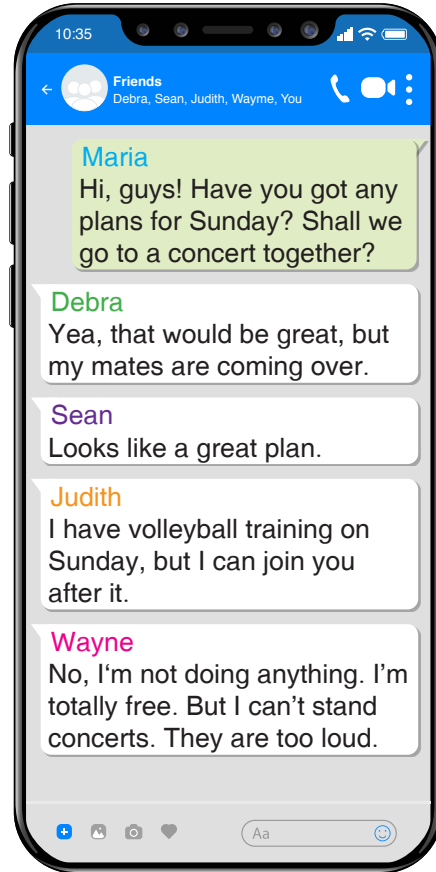 10:35
Friends
Debra, Sean, Judith, Wayme, You
Maria
Hi, guys! Have you got any
plans for Sunday? Shall we
go to a concert together?
Debra
Yea, that would be great, but
my mates are coming over.
Sean
Looks like a great plan.
Judith
I have volleyball training on
Sunday, but I can join you
after it.
Wayne
No, I‘m not doing anything. I’m
totally free. But I can’t stand
concerts. They are too loud.
Aa